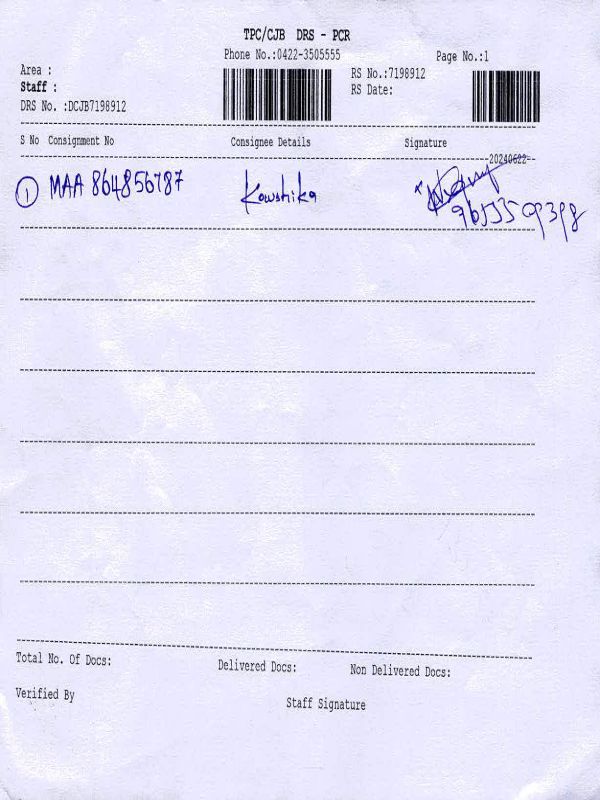 TPC/CJB DRS - PCR
Phone No.:0422-3505555
Page No.:1
Area :
RS No.:7198912
Staff :
RS Date:
DRS No. :DCJB7198912
S No Consignment No Consignee Details Signature
20240622
1 MAA 864856787 Kowshika
Total No. Of Docs: Delivered Docs: Non Delivered Docs:
Verified By Staff Signature